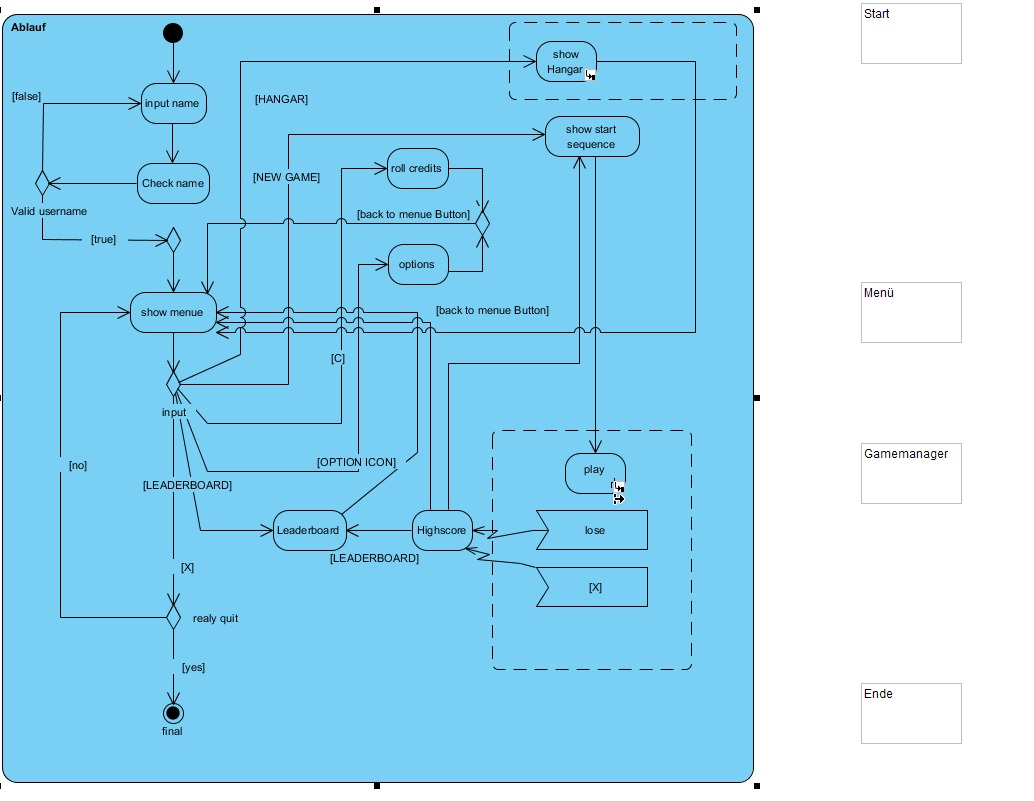 Ablauf
Start
show
Hangar
[false]
input name
[HANGAR]
show start
sequence
roll credits
[NEW GAME]
Check name
Valid username
[back to menue Button]
[true]
options
Menü
show menue
[back to menue Button]
[C]
input
Gamemanager
[no]
[OPTION ICON]
play
[LEADERBOARD]
Leaderboard
Highscore
lose
[LEADERBOARD]
[X]
[X]
realy quit
[yes]
Ende
final